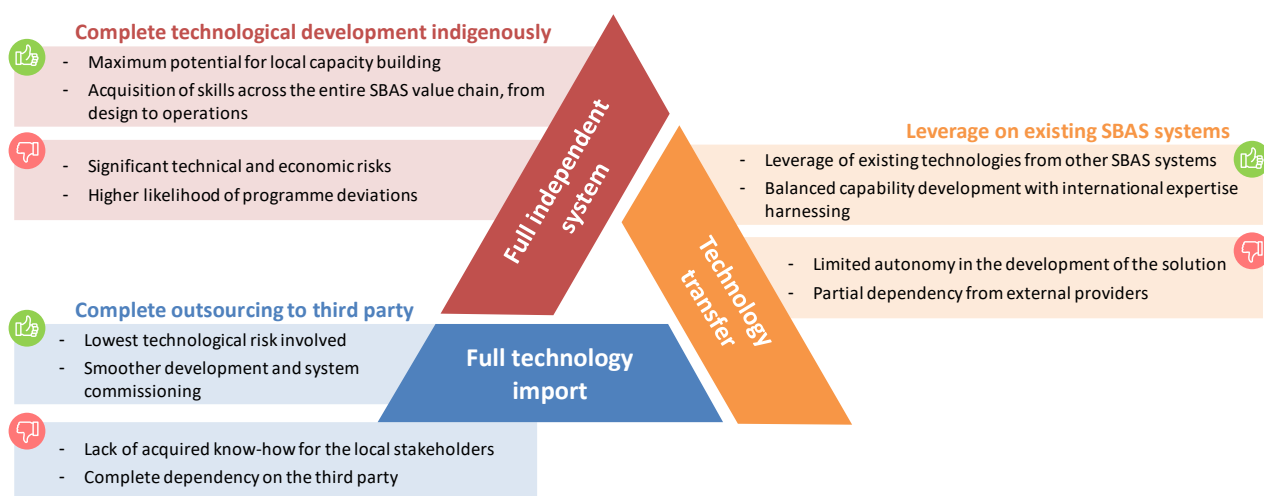 Complete technological development indigenously
- Maximum potential for local capacity building
- Acquisition of skills across the entire SBAS value chain, from
design to operations
- Significant technical and economic risks
- Higher likelihood of programme deviations
Full independent
system
Leverage on existing SBAS systems
- Leverage of existing technologies from other SBAS systems
- Balanced capability development with international expertise
harnessing
- Limited autonomy in the development of the solution
- Partial dependency from external providers
Technology
transfer
Complete outsourcing to third party
- Lowest technological risk involved
- Smoother development and system
commissioning
- Lack of acquired know-how for the local stakeholders
- Complete dependency on the third party
Full technology
import